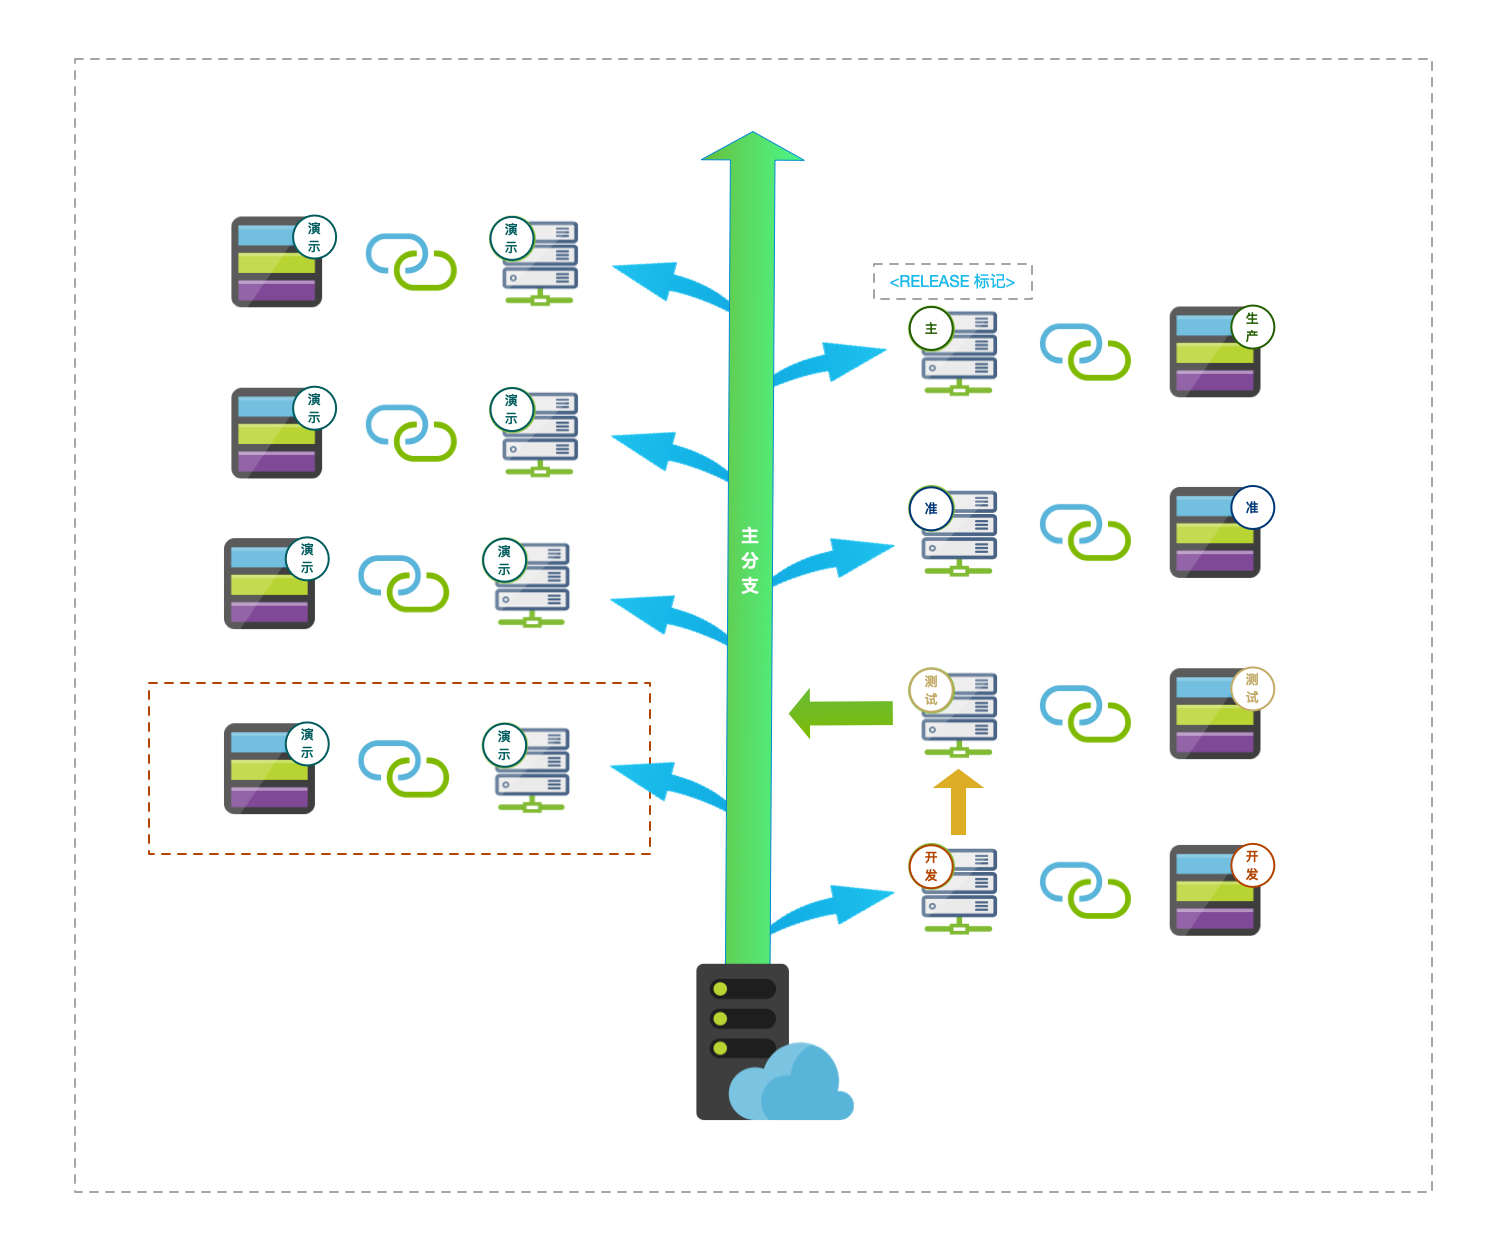 演
示
演
示
<RELEASE 标记>
主
生
产
演
示
演
示
准
准
主
分
支
演
示
演
示
测
试
测
试
演
示
演
示
开
发
开
发